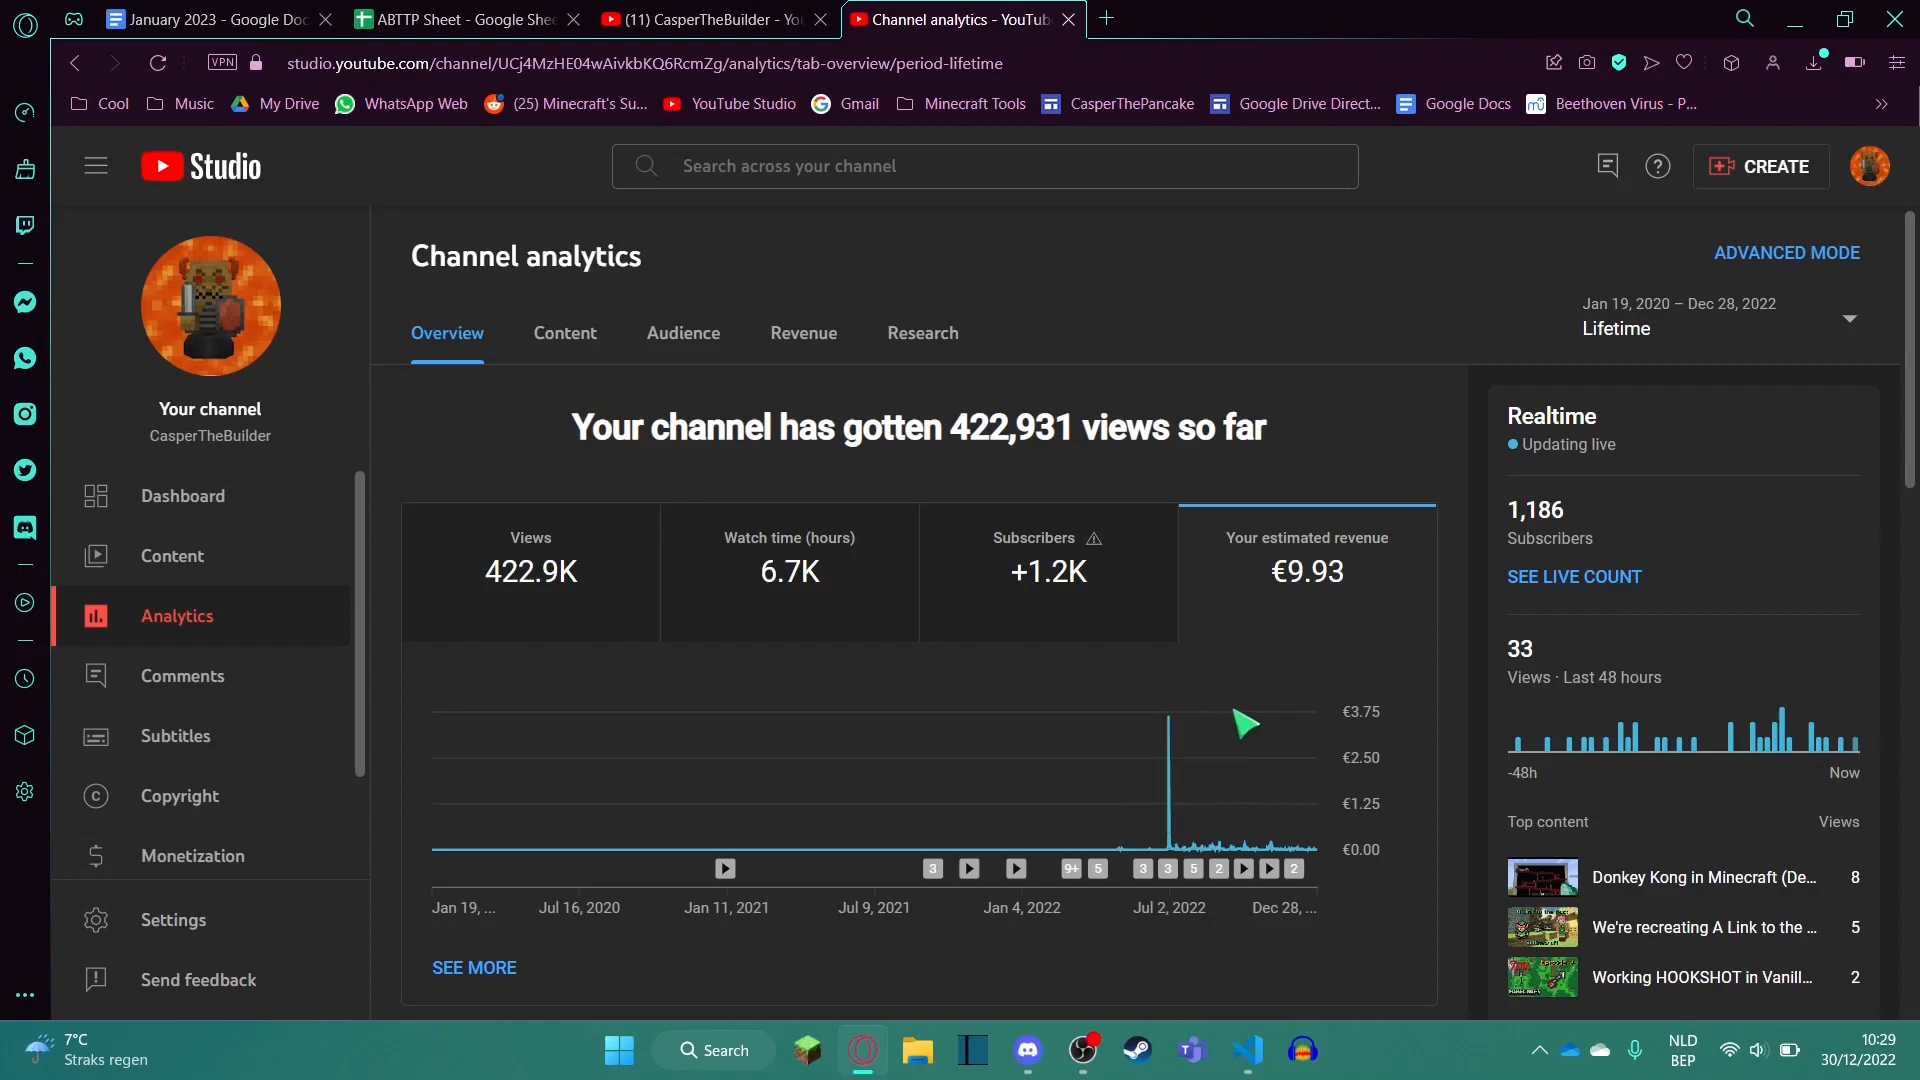 January 2023 - Google Doc
ABTTP Sheet - Google She
(11) CasperTheBuilder - You
Channel analytics - YouTub
VPN
studio.youtube.com/channel/UCj4MzHE04wAivkbKQ6RcmZg/analytics/tab-overview/period-lifetime
Cool
Music
My Drive
WhatsApp Web
(25) Minecraft's Su...
YouTube Studio
Gmail
Minecraft Tools
CasperThePancake
Google Drive Direct...
Google Docs
Beethoven Virus - P...
Studio
Search across your channel
CREATE
Your channel
CasperTheBuilder
Dashboard
Content
Analytics
Comments
Subtitles
Copyright
Monetization
Settings
Send feedback
Channel analytics
ADVANCED MODE
Overview
Content
Audience
Revenue
Research
Jan 19, 2020 – Dec 28, 2022
Lifetime
Your channel has gotten 422,931 views so far
Views
422.9K
Watch time (hours)
6.7K
Subscribers
+1.2K
Your estimated revenue
€9.93
€3.75
€2.50
€1.25
€0.00
3
9+
5
3
3
5
2
2
Jan 19, ...
Jul 16, 2020
Jan 11, 2021
Jul 9, 2021
Jan 4, 2022
Jul 2, 2022
Dec 28, ...
SEE MORE
Realtime
Updating live
1,186
Subscribers
SEE LIVE COUNT
33
Views · Last 48 hours
-48h
Now
Top content
Views
Donkey Kong in Minecraft (De...
8
We're recreating A Link to the ...
5
Working HOOKSHOT in Vanill...
2
7°C
Straks regen
Search
NLD
BEP
10:29
30/12/2022